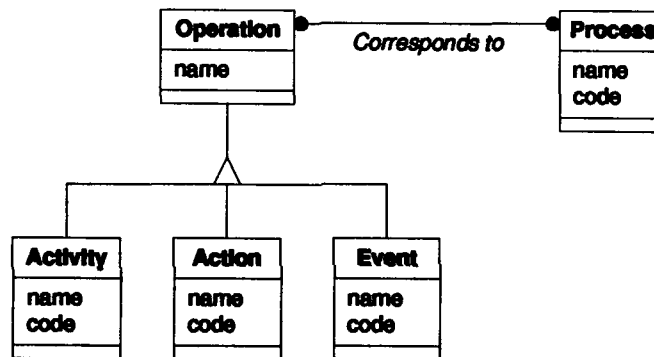 Operation
Process
Corresponds to
name
name
code
Activity
Action
Event
name
code
name
code
name
code